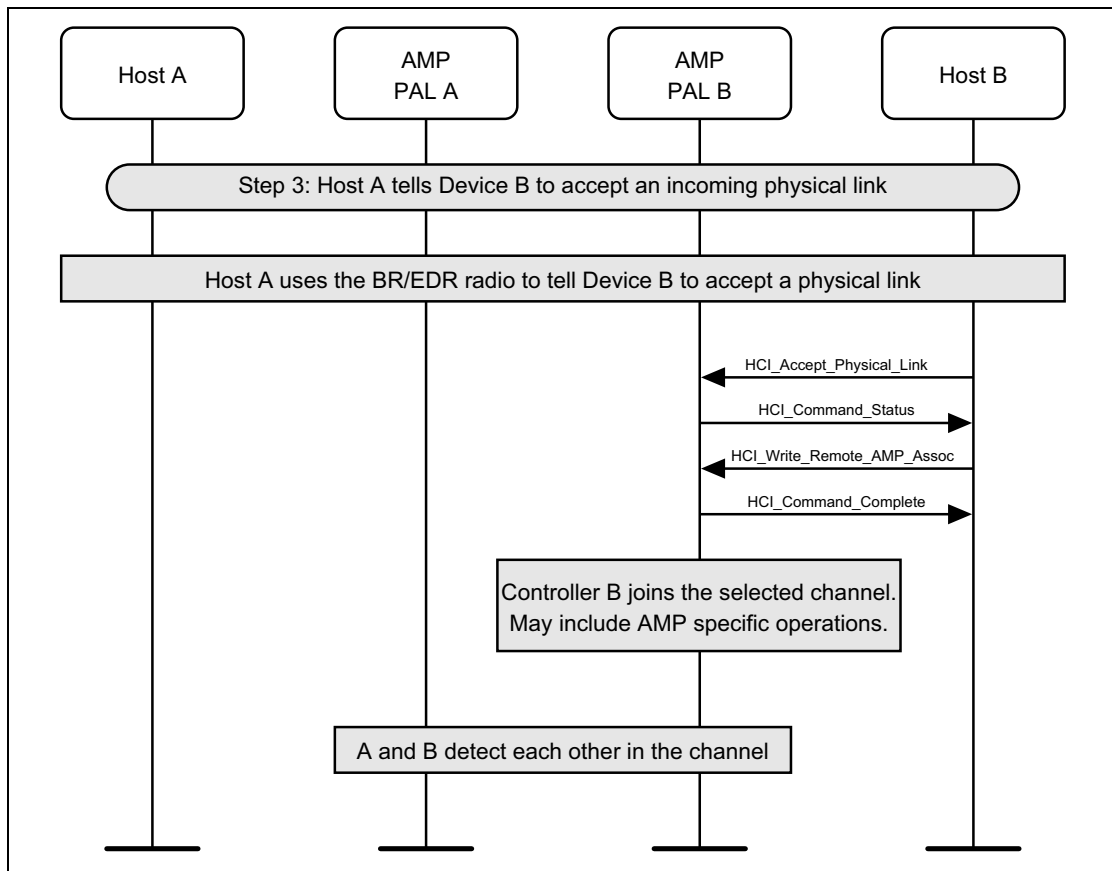 Host A
AMP
PAL A
AMP
PAL B
Host B
Step 3: Host A tells Device B to accept an incoming physical link
Host A uses the BR/EDR radio to tell Device B to accept a physical link
HCI_Accept_Physical_Link
HCI_Command_Status
HCI_Write_Remote_AMP_Assoc
HCI_Command_Complete
Controller B joins the selected channel.
May include AMP specific operations.
A and B detect each other in the channel